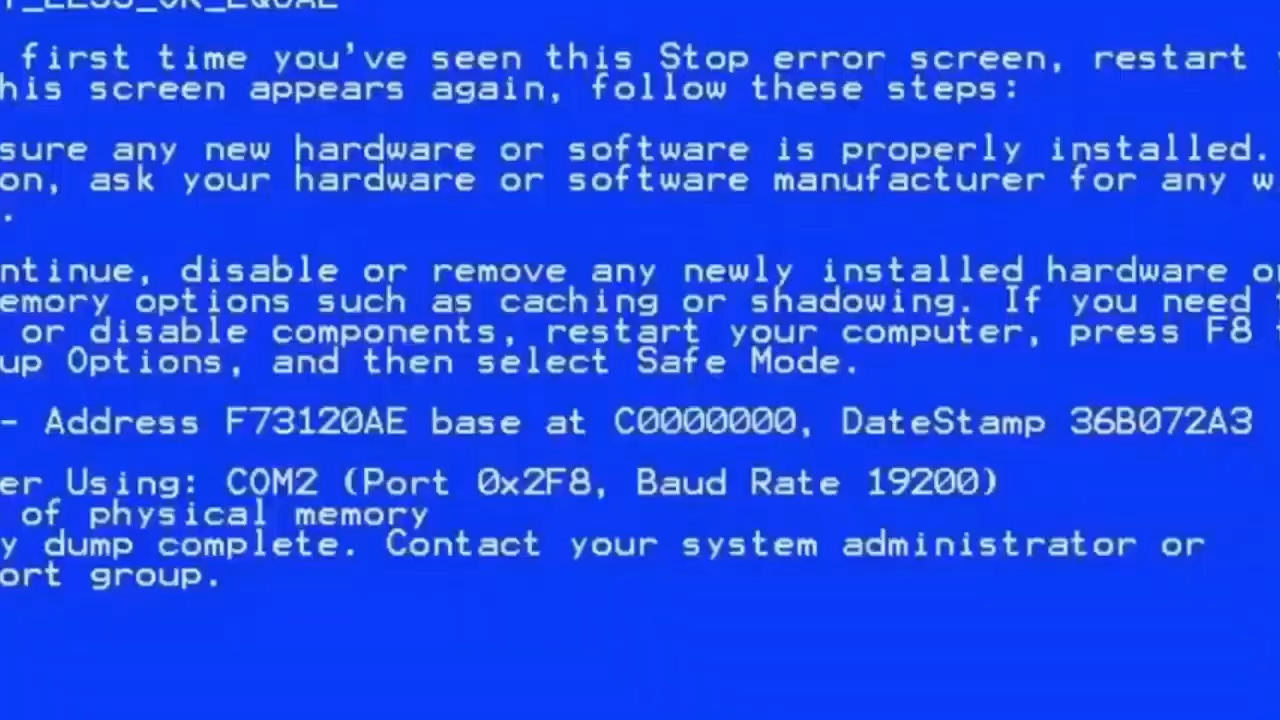 T_LESS_OR_EQUAL
first time you've seen this Stop error screen, restart
his screen appears again, follow these steps:
sure any new hardware or software is properly installed.
on, ask your hardware or software manufacturer for any w
.
ntinue, disable or remove any newly installed hardware or
emory options such as caching or shadowing. If you need
or disable components, restart your computer, press F8
up Options, and then select Safe Mode.
- Address F73120AE base at C0000000, DateStamp 36B072A3
er Using: COM2 (Port 0x2F8, Baud Rate 19200)
of physical memory
y dump complete. Contact your system administrator or
ort group.